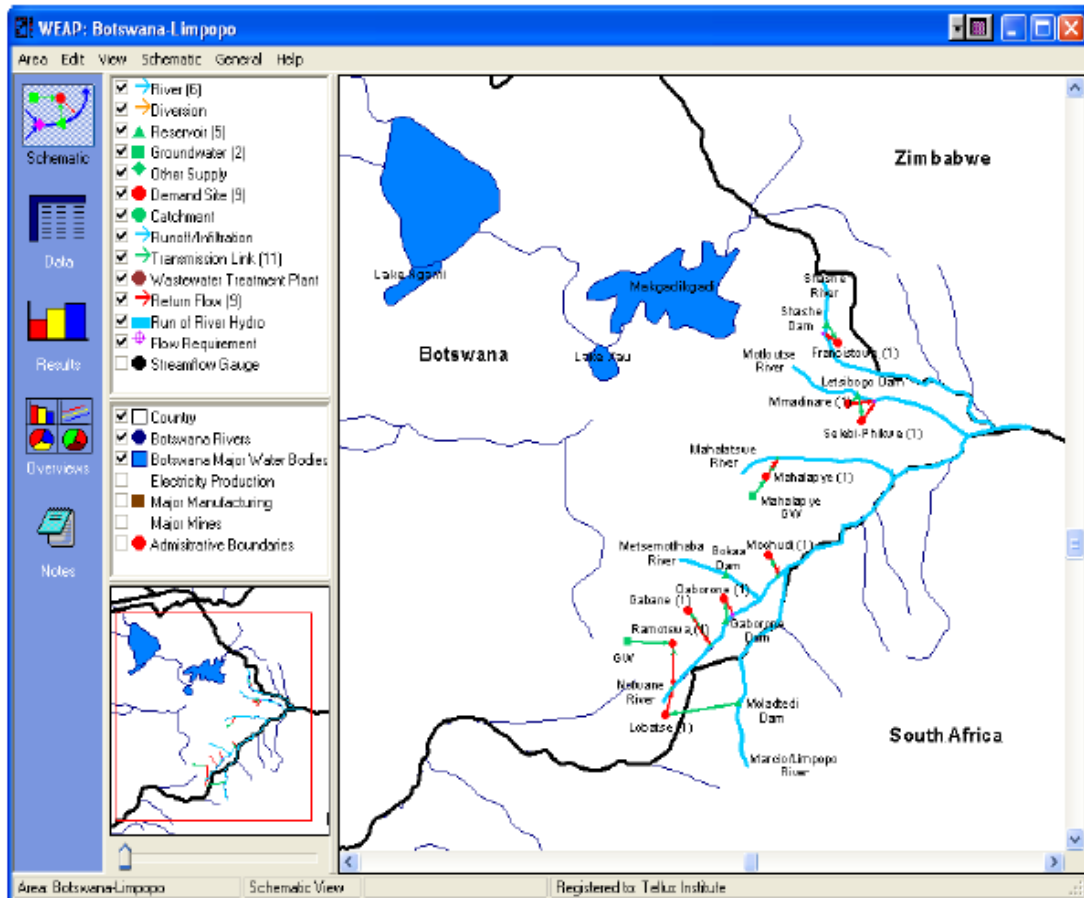 WEAP: Botswana-Limpopo
Area Edit View Schematic General Help
Schematic
Data
Results
Overviews
Notes
River (6)
Diversion
Reservoir (5)
Groundwater (2)
Other Supply
Demand Site (9)
Catchment
Runoff/Infiltration
Transmission Link (11)
Wastewater Treatment Plant
Return Flow (9)
Run of River Hydro
Flow Requirement
Streamflow Gauge
Country
Botswana Rivers
Botswana Major Water Bodies
Electricity Production
Major Manufacturing
Major Mines
Admisitrative Boundaries
Zimbabwe
Lake Ngami
Makgadikgadi
Shashe
River
Shashe
Dam
Francistown (1)
Botswana
Lake Xau
Motloutse
River
Letsibogo Dam
Mmadinare (1)
Selebi-Phikwe (1)
Mahalatswe
River
Mahalapye (1)
Mahalapye
GW
Metsemotlhaba
River
Bokaa
Dam
Mochudi (1)
Gaborone (1)
Gabane (1)
Gaborone
Dam
Ramotswa (1)
GW
River
Lobatse (1)
Moladtedi
Dam
South Africa
Marcio/Limpopo
River
Area: Botswana-Limpopo
Schematic View
Registered to: Tellus Institute